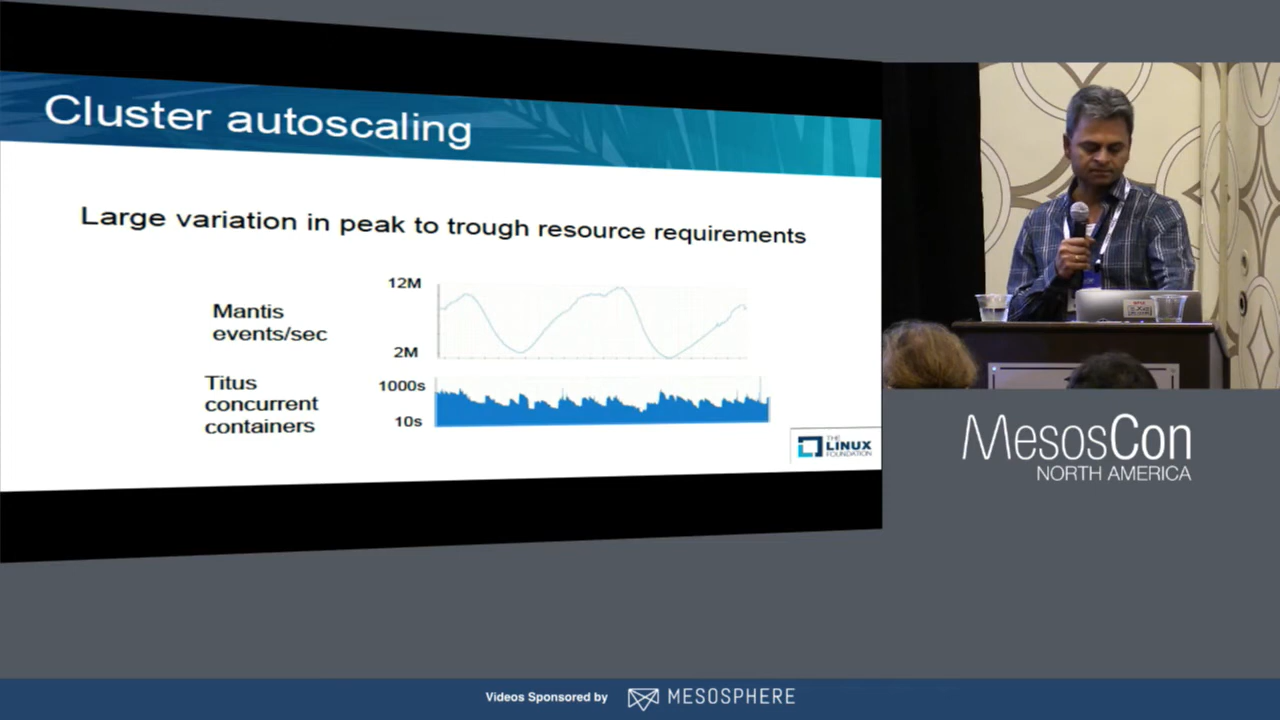 Cluster autoscaling
Large variation in peak to trough resource requirements
Mantis
events/sec
12M
2M
Titus
concurrent
containers
1000s
10s
THE
LINUX
FOUNDATION
MesosCon
NORTH AMERICA
Videos Sponsored by
MESOSPHERE